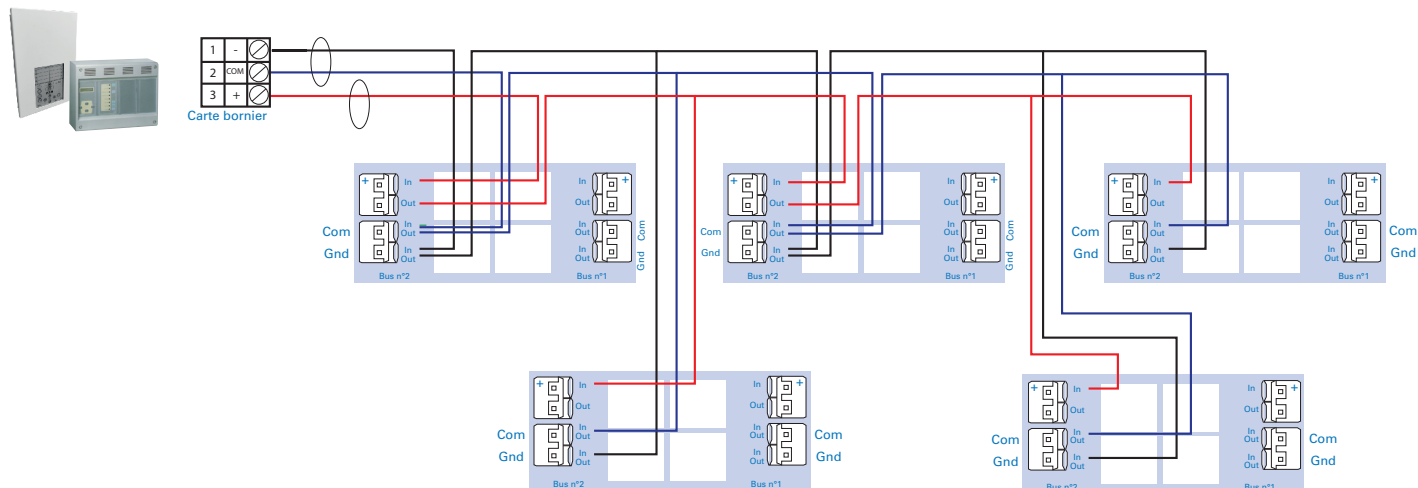 1 -
2 COM
3 +
Carte bornier
+ In
Out
Com In
Out
Gnd In
Out
Bus n°2
In +
Out
In
Out Com
In
Out Gnd
Bus n°1
+ In
Out
Com In
Out
Gnd In
Out
Bus n°2
In +
Out
In
Out Com
In
Out Gnd
Bus n°1
+ In
Out
Com In
Out
Gnd In
Out
Bus n°2
In +
Out
In Com
Out
In Gnd
Out
Bus n°1
+ In
Out
Com In
Out
Gnd In
Out
Bus n°2
In +
Out
In Com
Out
In Gnd
Out
Bus n°1
+ In
Out
Com In
Out
Gnd In
Out
Bus n°2
In +
Out
In Com
Out
In Gnd
Out
Bus n°1